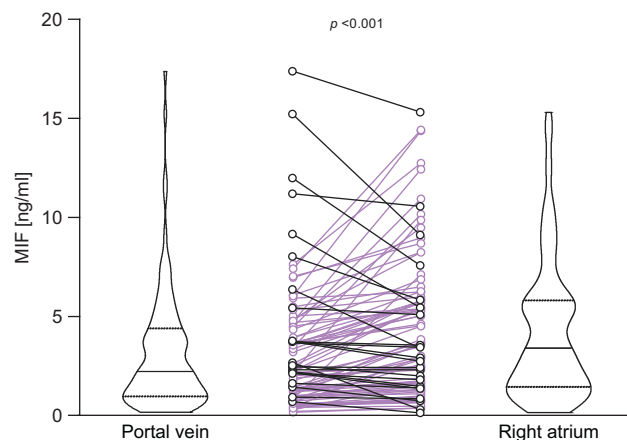 p <0.001
20
15
10
5
0
MIF [ng/ml]
Portal vein
Right atrium